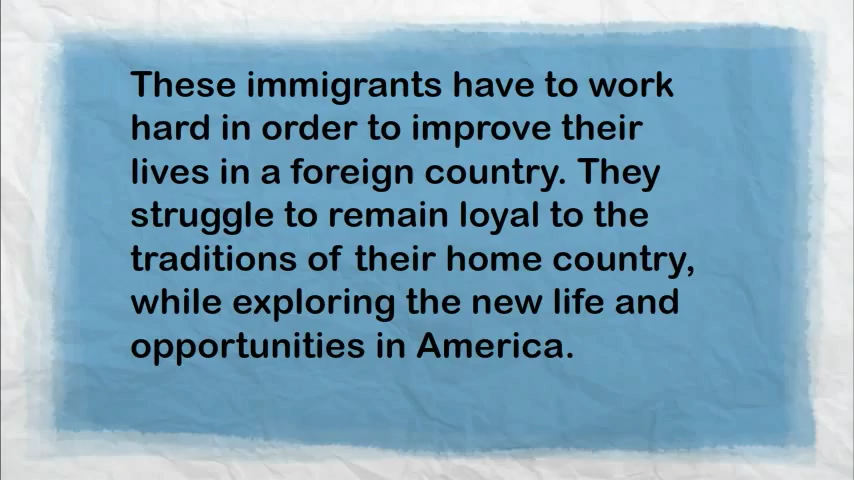 These immigrants have to work
hard in order to improve their
lives in a foreign country. They
struggle to remain loyal to the
traditions of their home country,
while exploring the new life and
opportunities in America.